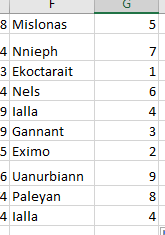 F G
8 Mislonas 5
4 Nnieph 7
3 Ekoctarait 1
4 Nels 6
9 Ialla 4
9 Gannant 3
5 Eximo 2
6 Uanurbiann 9
4 Paleyan 8
4 Ialla 4